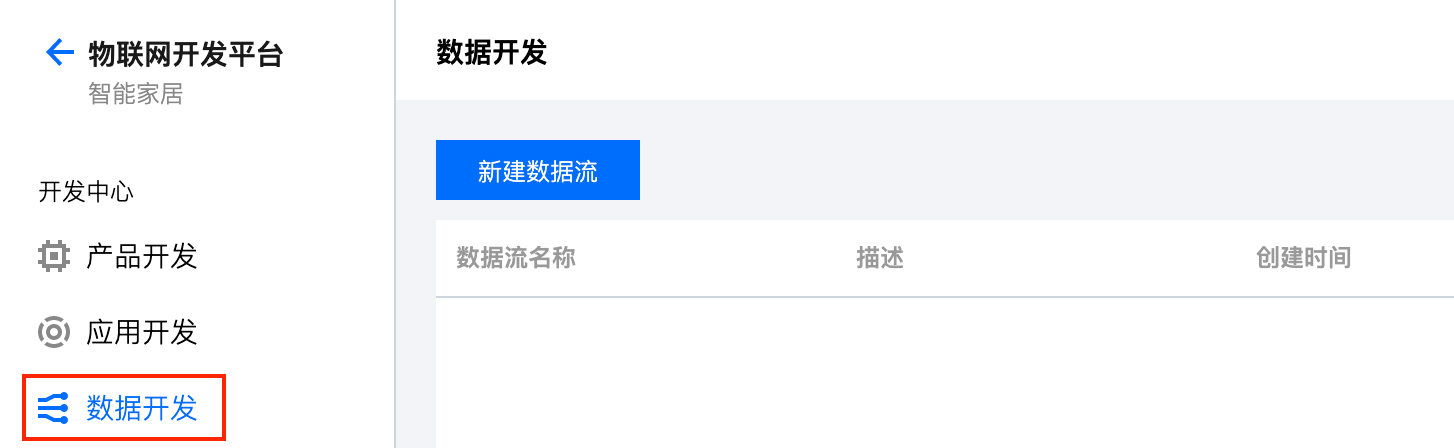 物联网开发平台
智能家居
开发中心
产品开发
应用开发
数据开发
数据开发
新建数据流
数据流名称 描述 创建时间